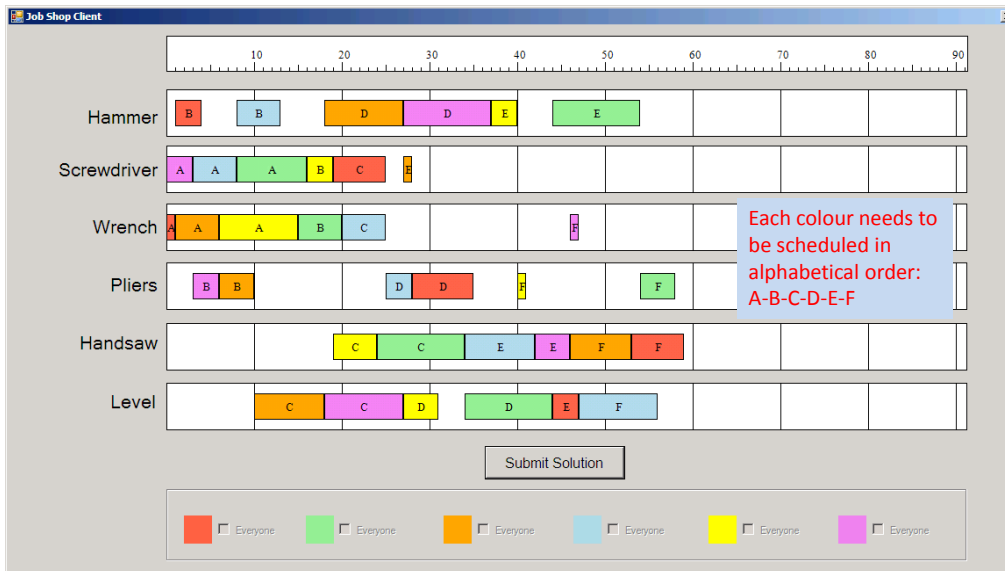 Job Shop Client
10 20 30 40 50 60 70 80 90
Hammer B B D D E E
Screwdriver A A A B C E
Wrench A A A B C F
Each colour needs to
be scheduled in
alphabetical order:
A-B-C-D-E-F
Pliers B B D D F F
Handsaw C C E E F F
Level C C D D E F
Submit Solution
Everyone Everyone Everyone Everyone Everyone Everyone